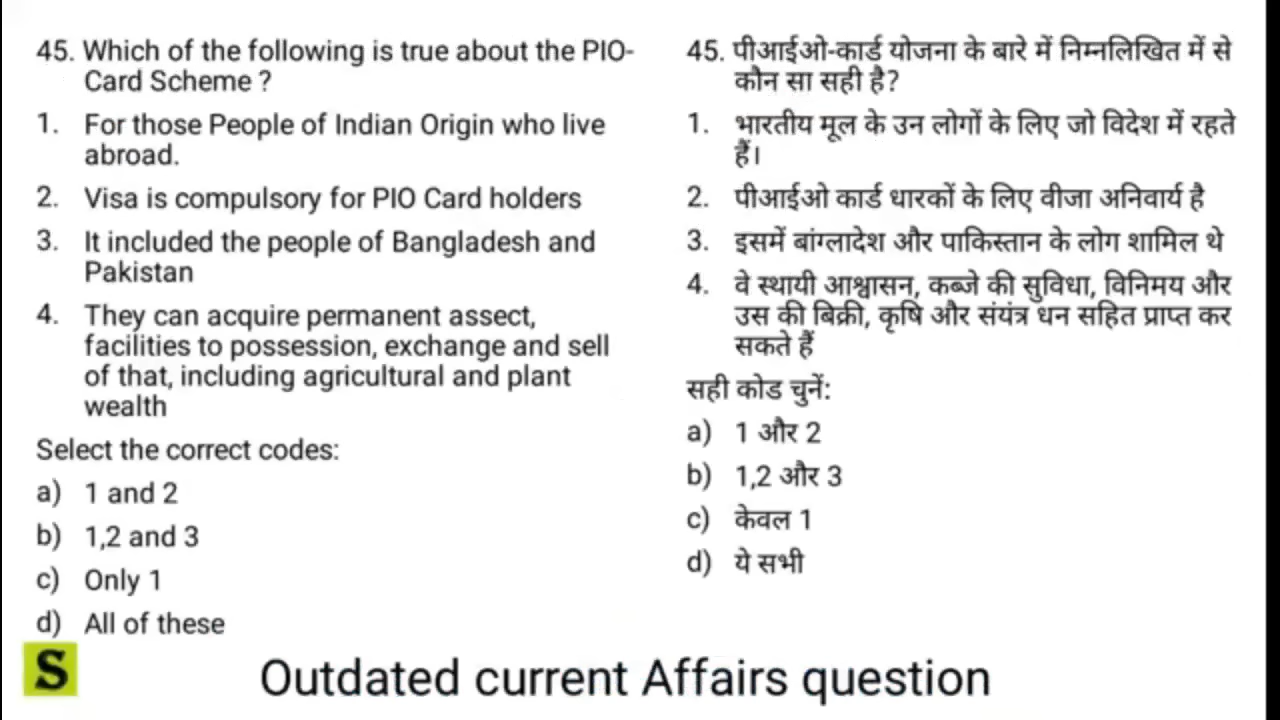 45. Which of the following is true about the PIO-
Card Scheme ?
1. For those People of Indian Origin who live
abroad.
2. Visa is compulsory for PIO Card holders
3. It included the people of Bangladesh and
Pakistan
4. They can acquire permanent assect,
facilities to possession, exchange and sell
of that, including agricultural and plant
wealth
Select the correct codes:
a) 1 and 2
b) 1,2 and 3
c) Only 1
d) All of these
45. पीआईओ-कार्ड योजना के बारे में निम्नलिखित में से
कौन सा सही है?
1. भारतीय मूल के उन लोगों के लिए जो विदेश में रहते
हैं।
2. पीआईओ कार्ड धारकों के लिए वीजा अनिवार्य है
3. इसमें बांग्लादेश और पाकिस्तान के लोग शामिल थे
4. वे स्थायी आश्वासन, कब्जे की सुविधा, विनिमय और
उस की बिक्री, कृषि और संयंत्र धन सहित प्राप्त कर
सकते हैं
सही कोड चुनें:
a) 1 और 2
b) 1,2 और 3
c) केवल 1
d) ये सभी
S
Outdated current Affairs question